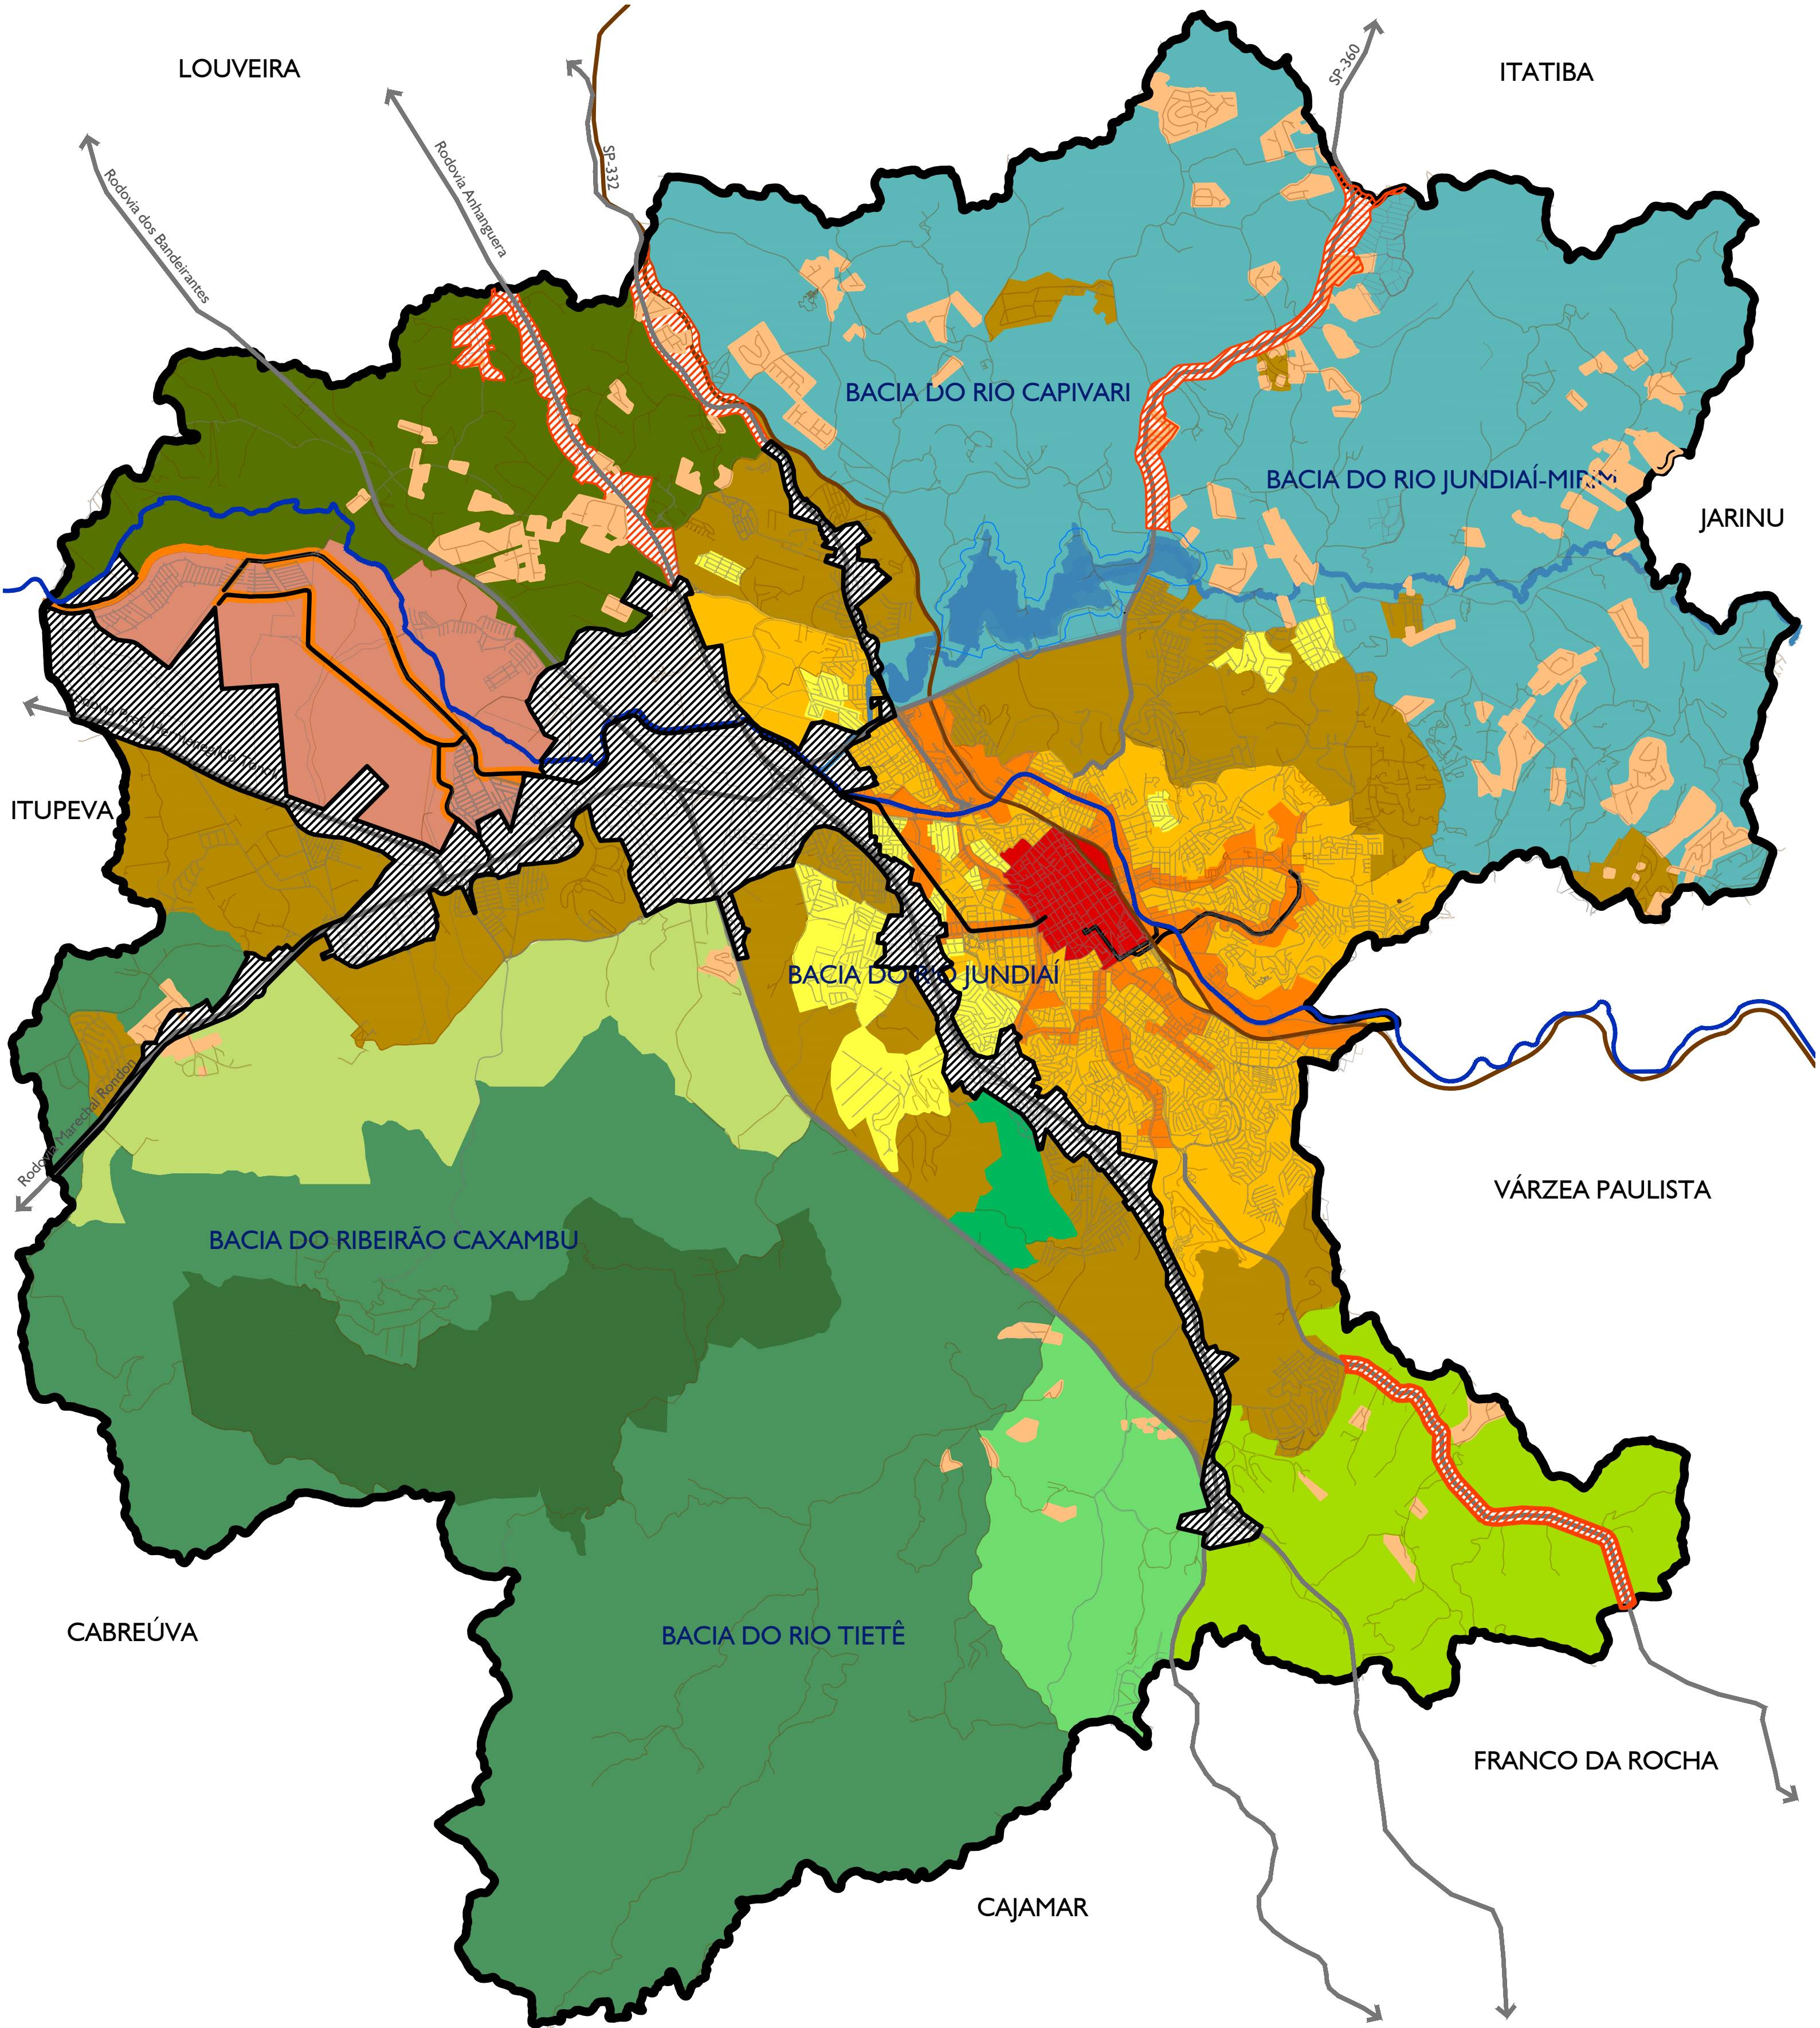 LOUVEIRA
ITATIBA
SP-360
SP-332
Rodovia Anhanguera
Rodovia dos Bandeirantes
BACIA DO RIO CAPIVARI
BACIA DO RIO JUNDIAÍ-MIRIM
JARINU
ITUPEVA
BACIA DO RIO JUNDIAÍ
Rodovia Marechal Rondon
VÁRZEA PAULISTA
BACIA DO RIBEIRÃO CAXAMBU
CABREÚVA
BACIA DO RIO TIETÊ
FRANCO DA ROCHA
CAJAMAR